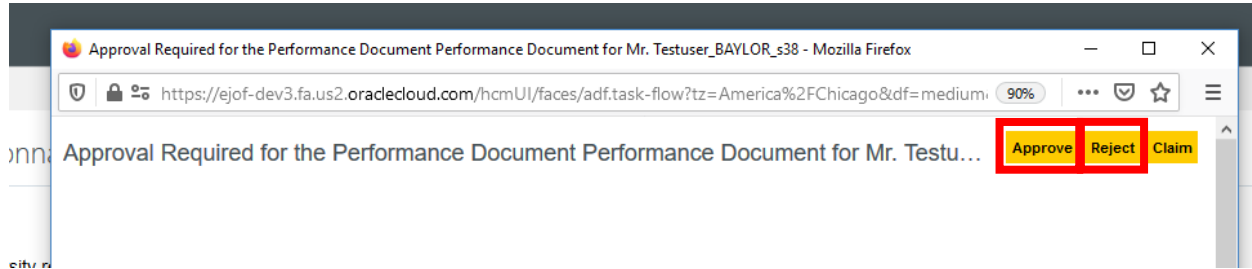 Approval Required for the Performance Document Performance Document for Mr. Testuser_BAYLOR_s38 - Mozilla Firefox
https://ejof-dev3.fa.us2.oraclecloud.com/hcmUI/faces/adf.task-flow?tz=America%2FChicago&df=medium 90%
onna
Approval Required for the Performance Document Performance Document for Mr. Testu... Approve Reject Claim
sity r